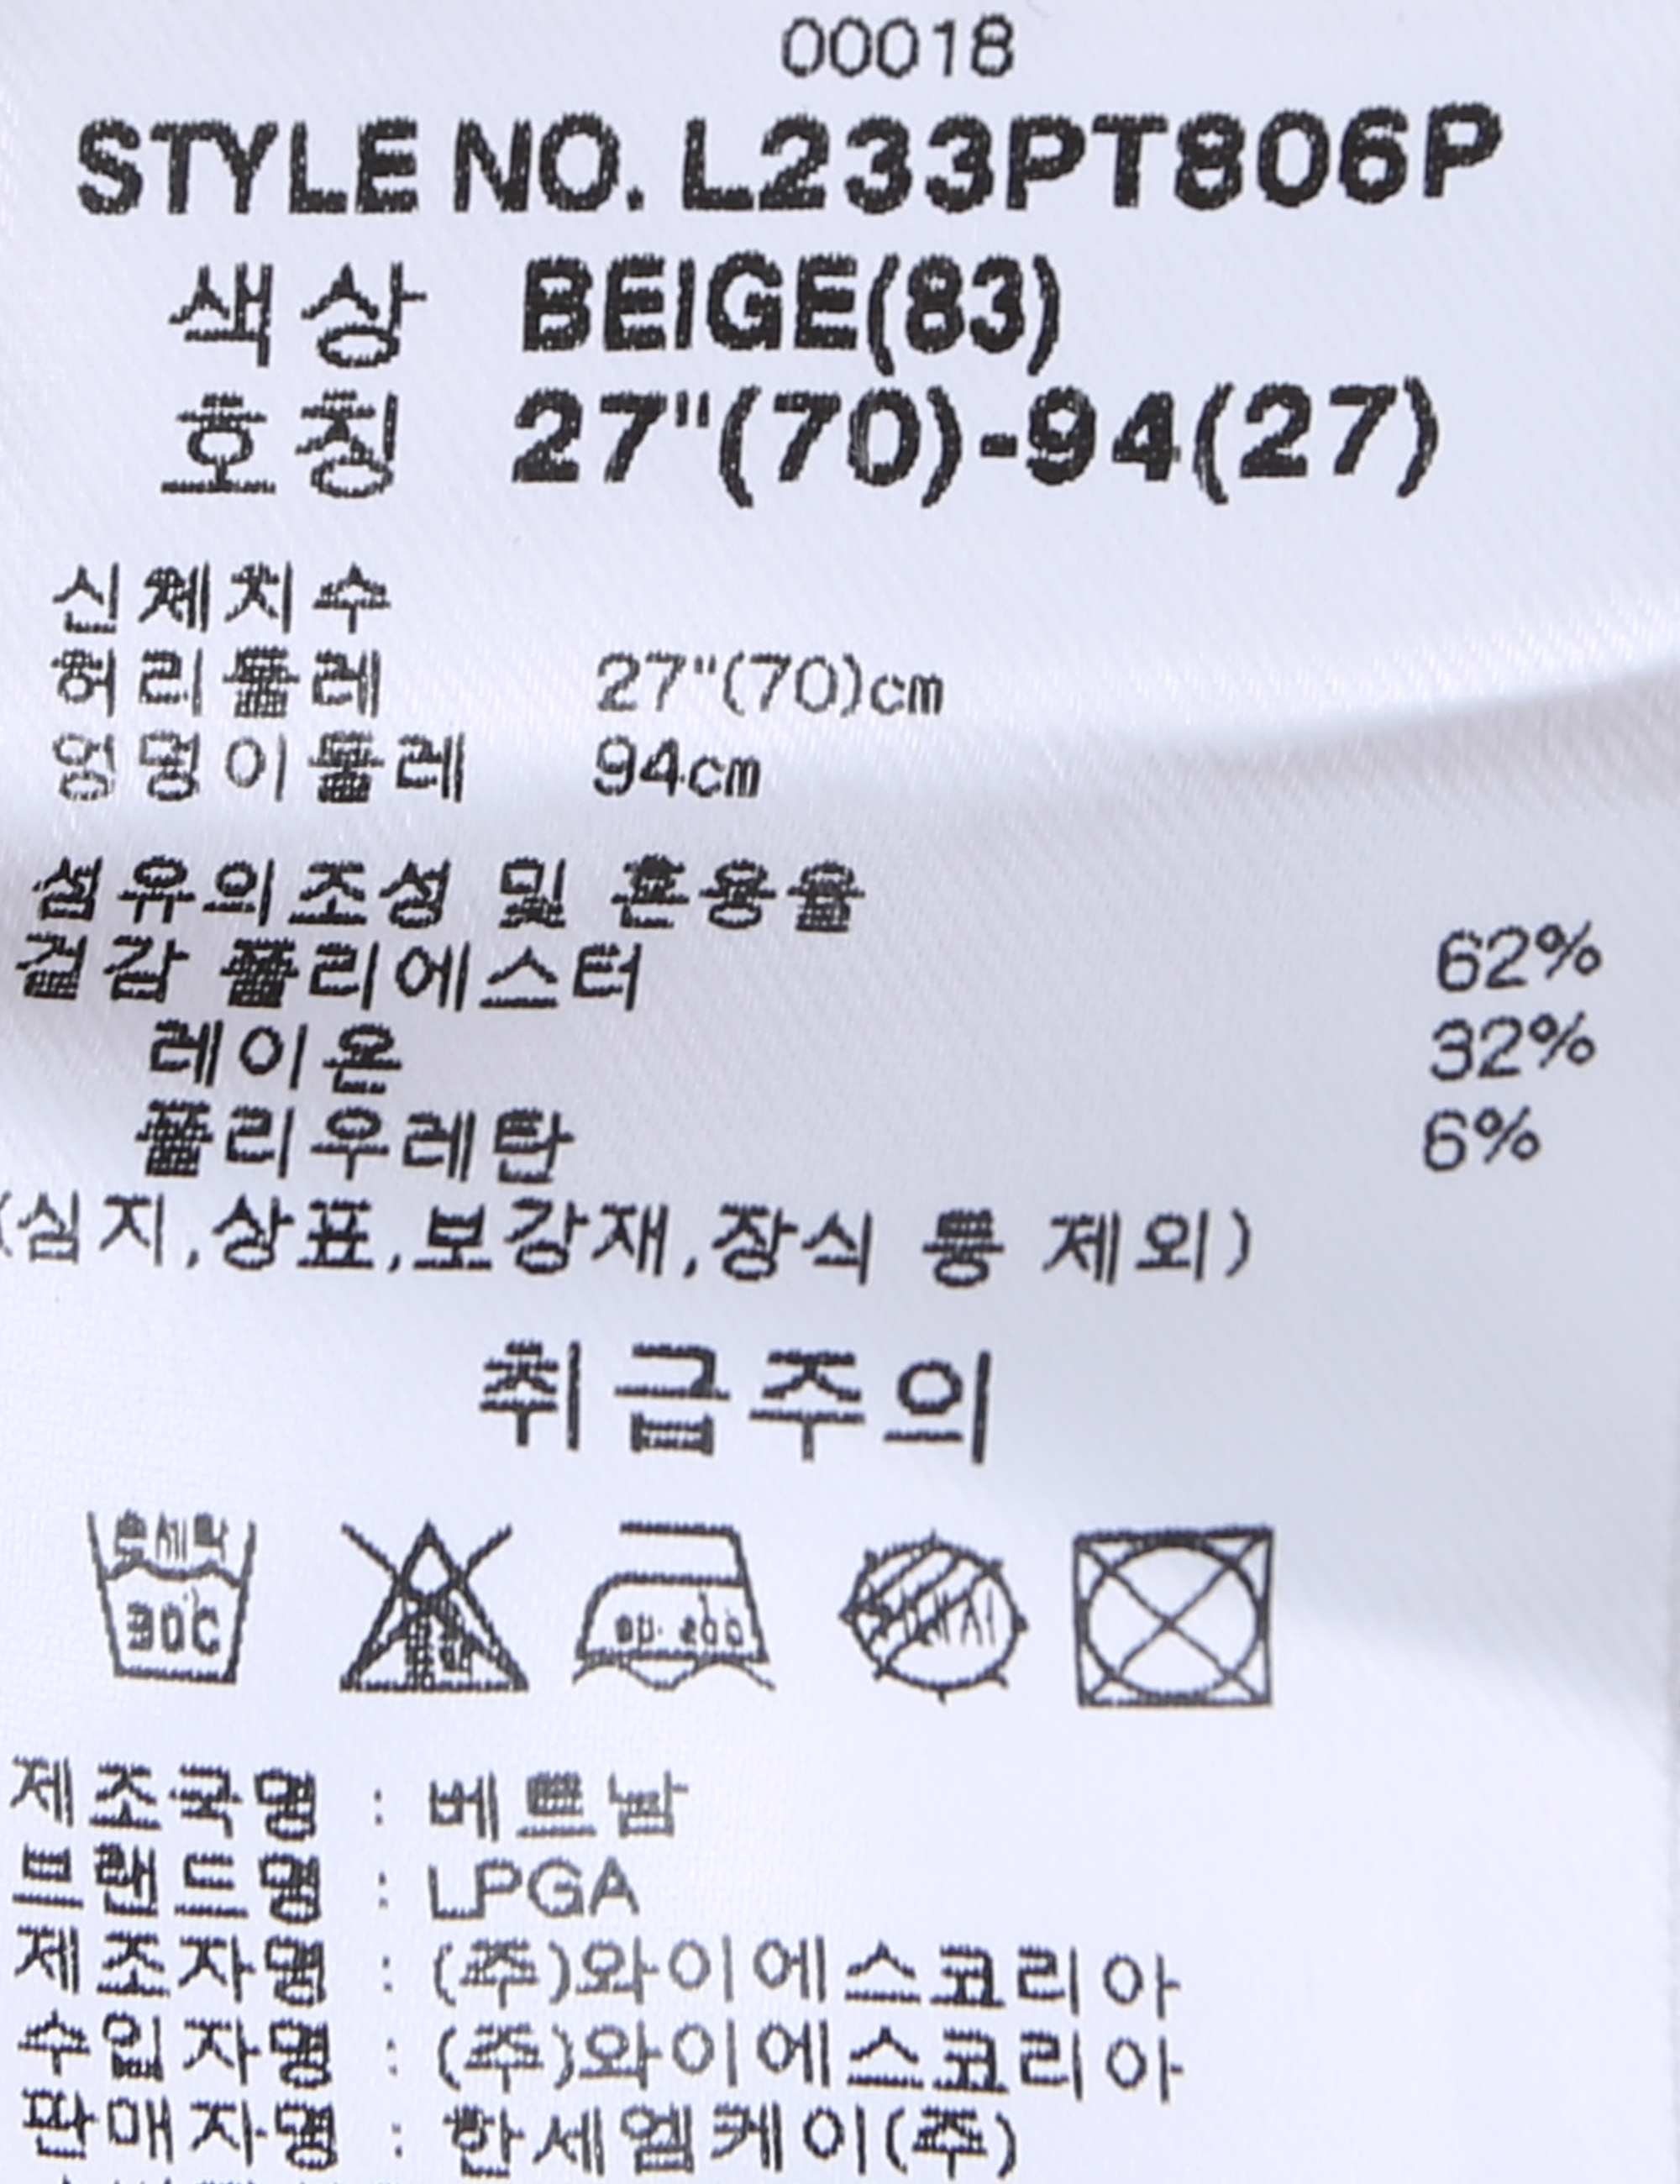 00018
STYLE NO. L233PT806P
색상 BEIGE(83)
호칭 27"(70)-94(27)
신체치수
허리둘레 27"(70)cm
엉덩이둘레 94cm
섬유의조성 및 혼용율
겉감 폴리에스터 62%
레이온 32%
폴리우레탄 6%
(심지,상표,보강재,장식 등 제외)
취급주의
손세탁
30°C
제조국명 : 베트남
브랜드명 : LPGA
제조자명 : (주)와이에스코리아
수입자명 : (주)와이에스코리아
판매자명 : 한세엠케이(주)